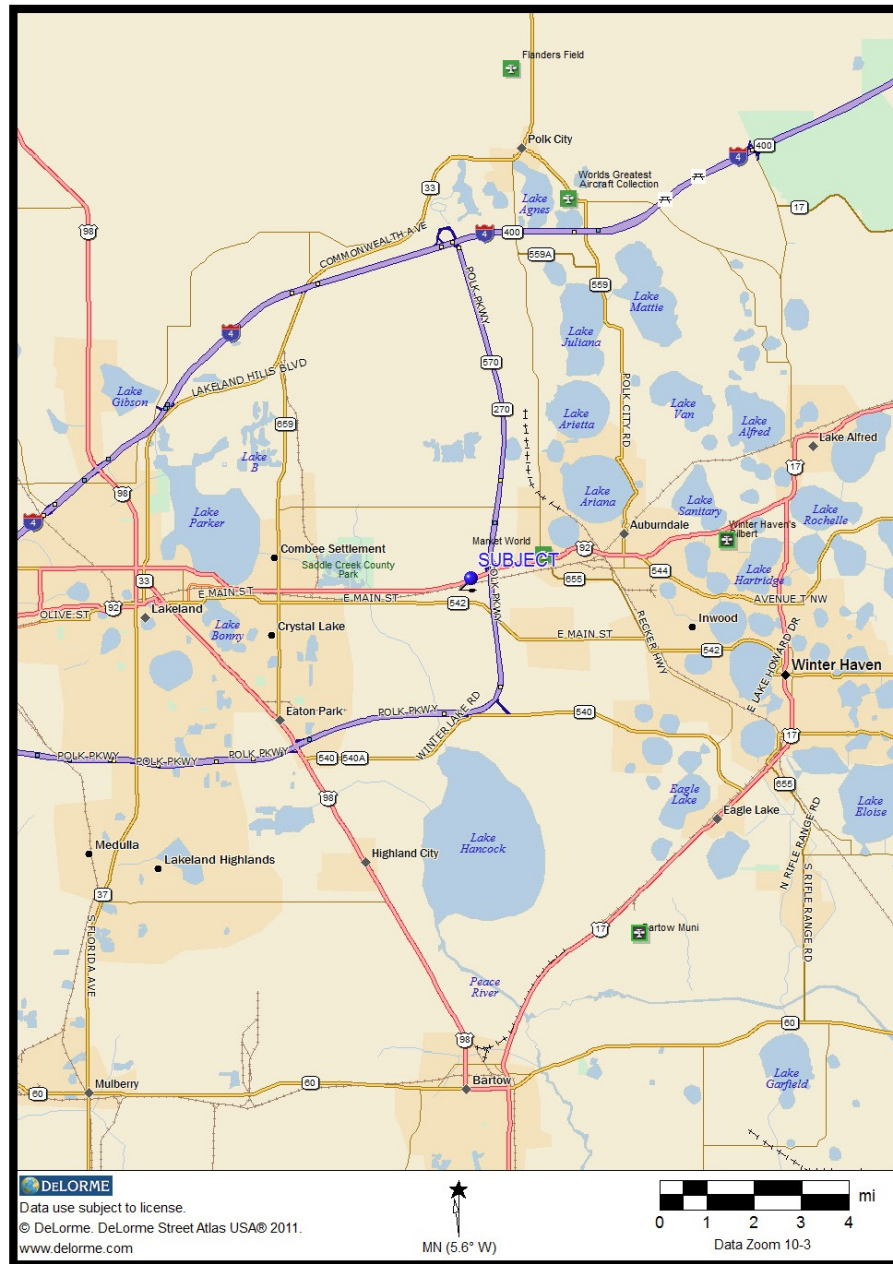 Flanders Field
Polk City
400
4
Worlds Greatest
Aircraft Collection
33
Lake
Agnes
17
98
COMMONWEALTH AVE
4
400
559A
POLK PKWY
559
Lake
Mattie
4
Lake
Juliana
570
LAKELAND HILLS BLVD
Lake
Gibson
POLK CITY RD
270
Lake
Arietta
Lake
Van
Lake
Alfred
659
Lake Alfred
Lake
B
17
98
Lake
Ariana
Lake
Sanitary
Lake
Parker
Lake
Rochelle
4
Auburndale
Winter Haven's
Gilbert
Market World
92
Combee Settlement
SUBJECT
Saddle Creek County
Park
Lake
Hartridge
33
655
544
E MAIN ST
E MAIN ST
542
AVENUE T NW
OLIVE ST
92
Lakeland
POLK PKWY
Lake
Bonny
Crystal Lake
E MAIN ST
RECKER HWY
Inwood
542
E LAKE HOWARD DR
Winter Haven
Eaton Park
POLK PKWY
WINTER LAKE RD
540
17
POLK PKWY
POLK PKWY
POLK PKWY
540
540A
655
98
Eagle
Lake
Eagle Lake
Lake
Eloise
Lake
Hancock
Medulla
Lakeland Highlands
Highland City
N RIFLE RANGE RD
S RIFLE RANGE RD
37
S FLORIDA AVE
17
Bartow Muni
Peace
River
60
98
Lake
Garfield
Mulberry
60
60
Bartow
DELORME
Data use subject to license.
© DeLorme. DeLorme Street Atlas USA® 2011.
www.delorme.com
MN (5.6° W)
mi
0 1 2 3 4
Data Zoom 10-3